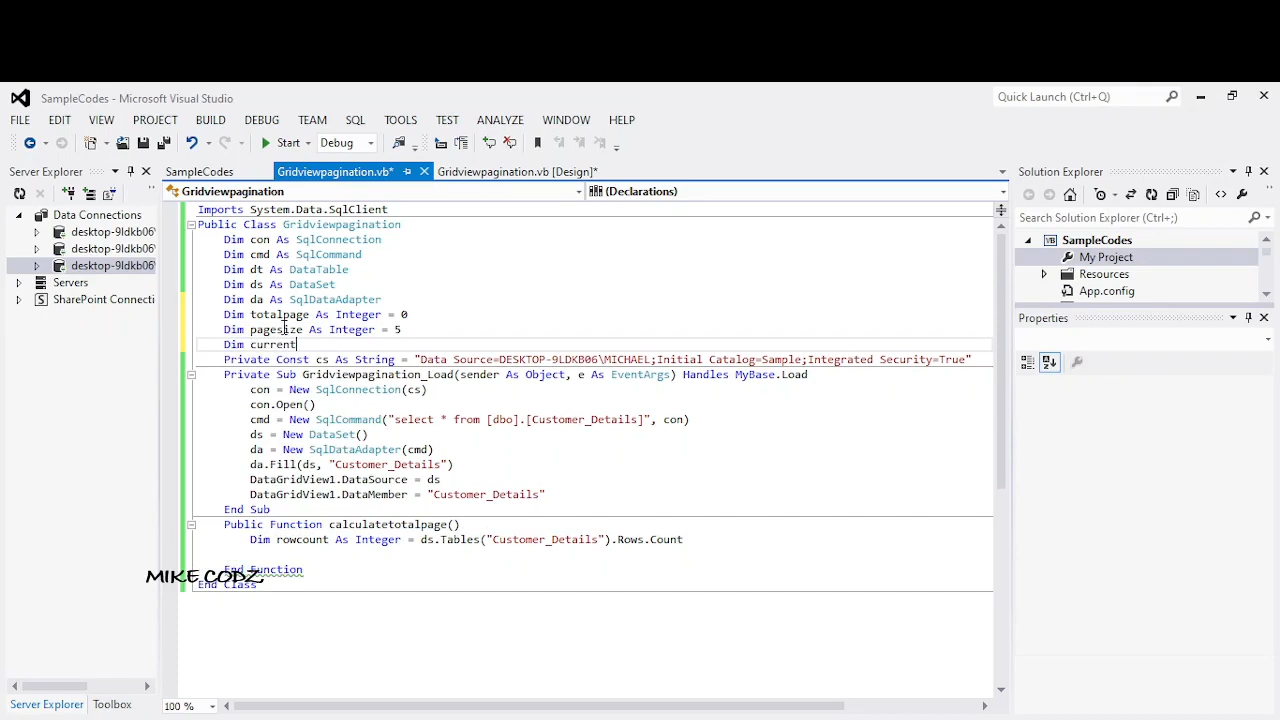 SampleCodes - Microsoft Visual Studio
Quick Launch (Ctrl+Q)
FILE EDIT VIEW PROJECT BUILD DEBUG TEAM SQL TOOLS TEST ANALYZE WINDOW HELP
Start Debug
Server Explorer
SampleCodes Gridviewpagination.vb* Gridviewpagination.vb [Design]*
Solution Explorer
Gridviewpagination (Declarations)
Search Solution Explorer (Ctrl+;)
Data Connections
desktop-9ldkb06\
desktop-9ldkb06\
desktop-9ldkb06\
Servers
SharePoint Connecti
Imports System.Data.SqlClient
Public Class Gridviewpagination
Dim con As SqlConnection
Dim cmd As SqlCommand
Dim dt As DataTable
Dim ds As DataSet
Dim da As SqlDataAdapter
Dim totalpage As Integer = 0
Dim pagesize As Integer = 5
Dim current
Private Const cs As String = "Data Source=DESKTOP-9LDKB06\MICHAEL;Initial Catalog=Sample;Integrated Security=True"
Private Sub Gridviewpagination_Load(sender As Object, e As EventArgs) Handles MyBase.Load
con = New SqlConnection(cs)
con.Open()
cmd = New SqlCommand("select * from [dbo].[Customer_Details]", con)
ds = New DataSet()
da = New SqlDataAdapter(cmd)
da.Fill(ds, "Customer_Details")
DataGridView1.DataSource = ds
DataGridView1.DataMember = "Customer_Details"
End Sub
Public Function calculatetotalpage()
Dim rowcount As Integer = ds.Tables("Customer_Details").Rows.Count
End Function
End Class
MIKE CODZ
SampleCodes
My Project
Resources
App.config
Properties
100 %
Server Explorer Toolbox